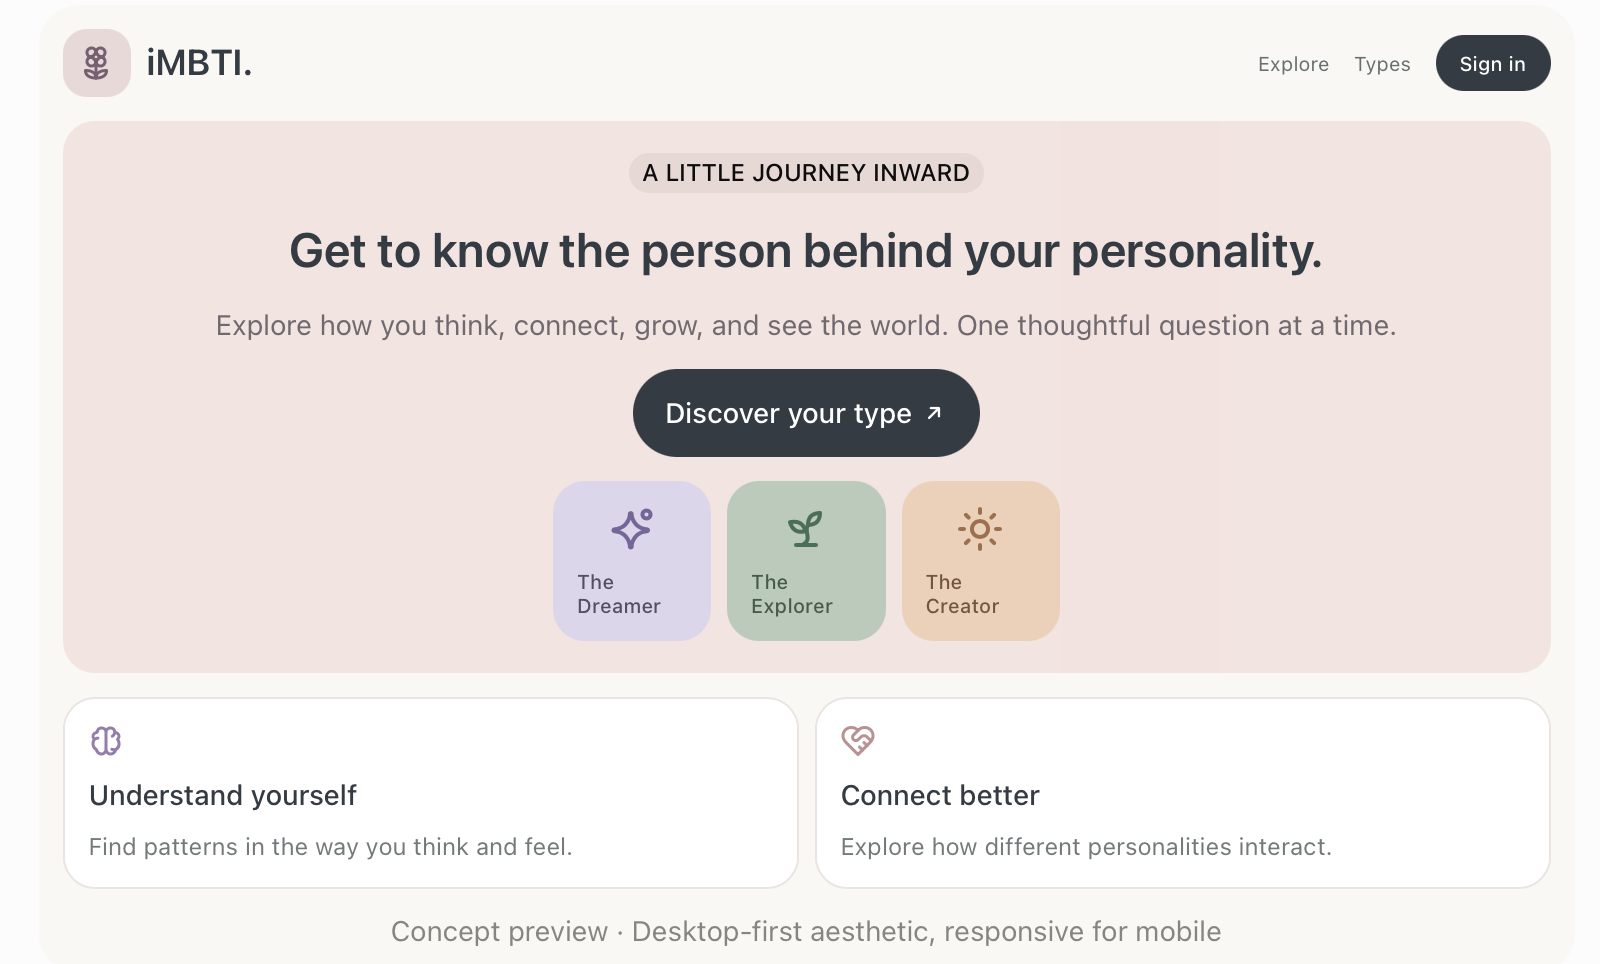 iMBTI.
Explore
Types
Sign in
A LITTLE JOURNEY INWARD
Get to know the person behind your personality.
Explore how you think, connect, grow, and see the world. One thoughtful question at a time.
Discover your type ↗
The
Dreamer
The
Explorer
The
Creator
Understand yourself
Find patterns in the way you think and feel.
Connect better
Explore how different personalities interact.
Concept preview · Desktop-first aesthetic, responsive for mobile